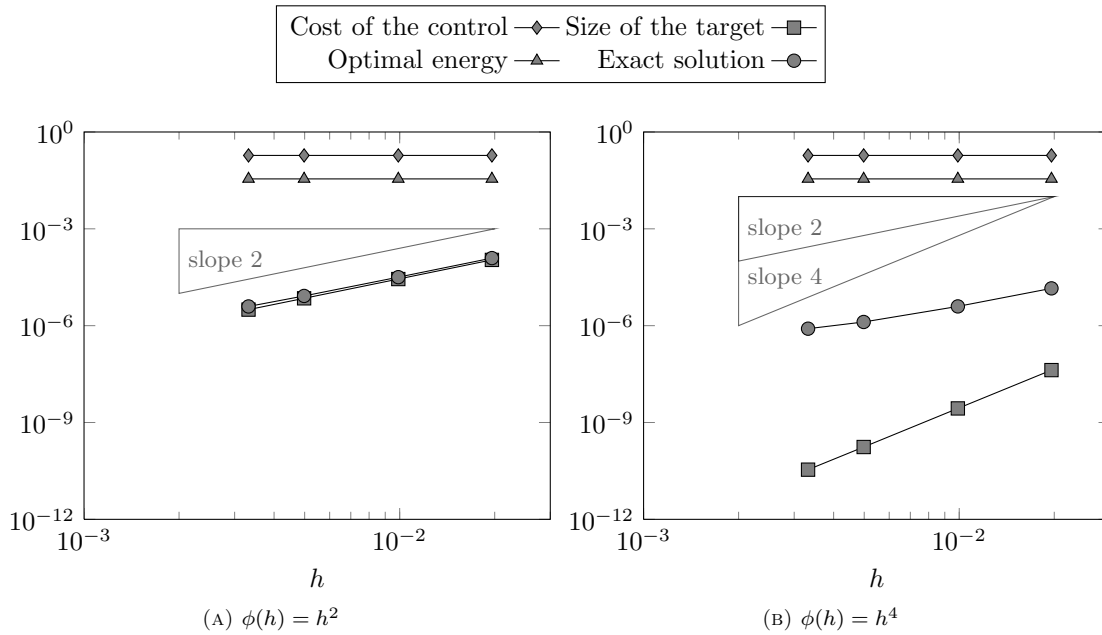 Cost of the control Size of the target
Optimal energy Exact solution
10^0
10^−3
10^−6
10^−9
10^−12
slope 2
10^−3 10^−2
h
(A) ϕ(h) = h^2
10^0
10^−3
10^−6
10^−9
10^−12
slope 2
slope 4
10^−3 10^−2
h
(B) ϕ(h) = h^4